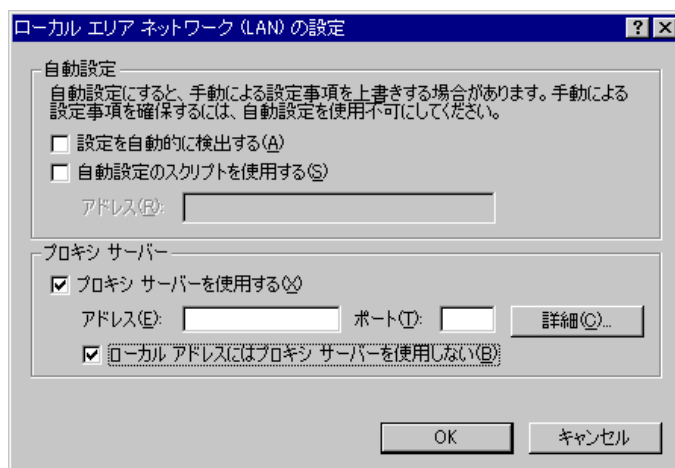 ローカル エリア ネットワーク (LAN) の設定
自動設定
自動設定にすると、手動による設定事項を上書きする場合があります。手動による
設定事項を確保するには、自動設定を使用不可にしてください。
設定を自動的に検出する(A)
自動設定のスクリプトを使用する(S)
アドレス(R):
プロキシ サーバー
プロキシ サーバーを使用する(X)
アドレス(E): ポート(T): 詳細(C)...
ローカル アドレスにはプロキシ サーバーを使用しない(B)
OK キャンセル